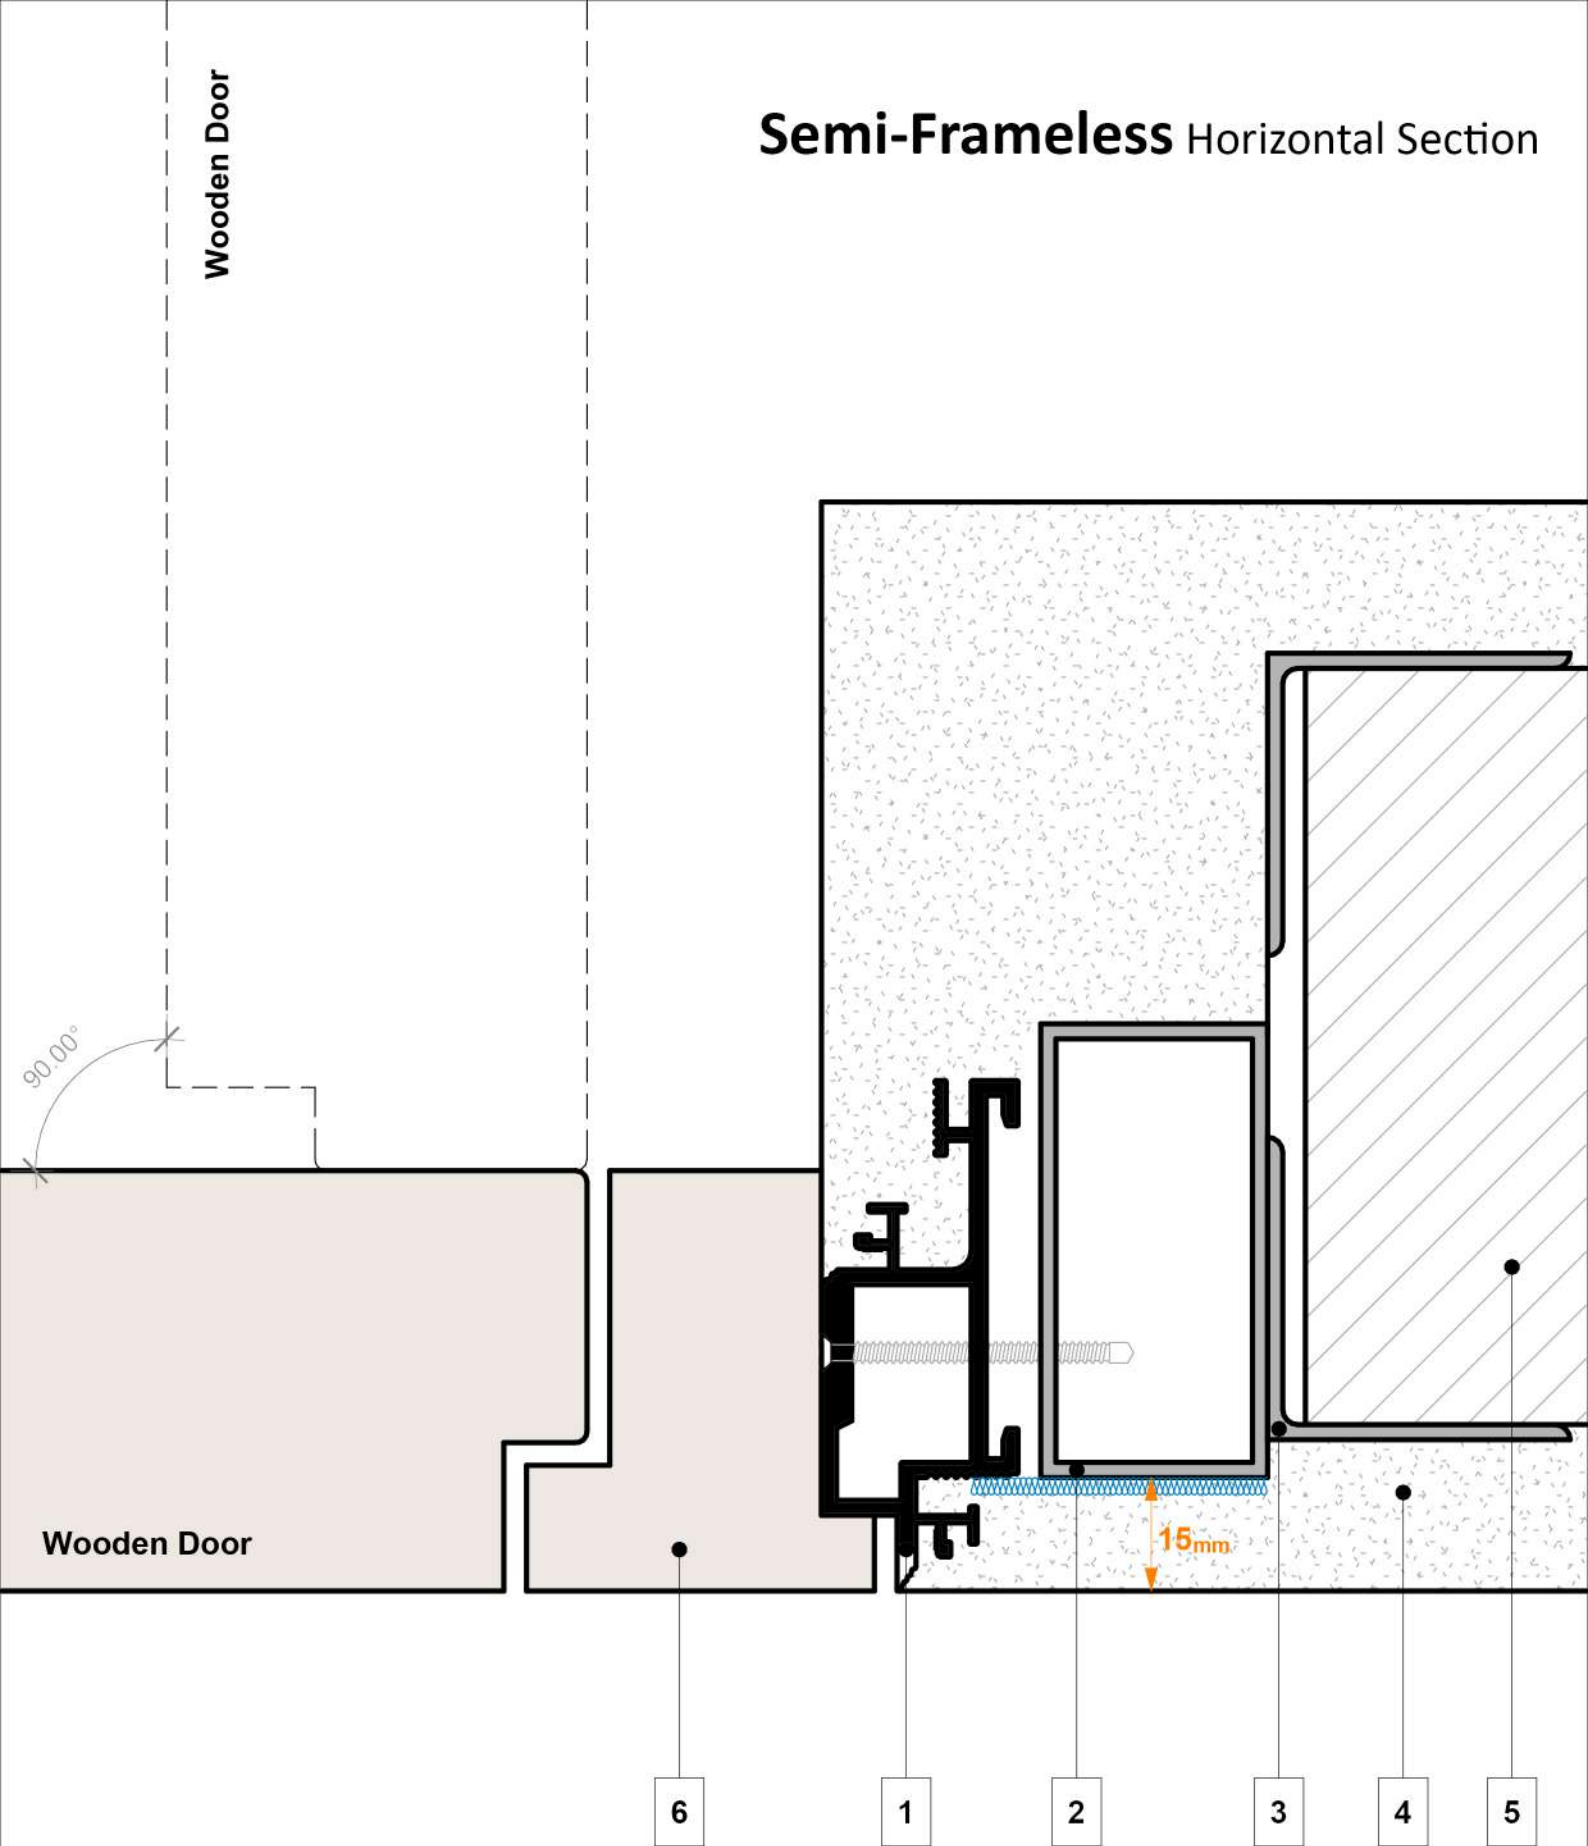 Wooden Door
Semi-Frameless Horizontal Section
90.00°
Wooden Door
15mm
6 1 2 3 4 5